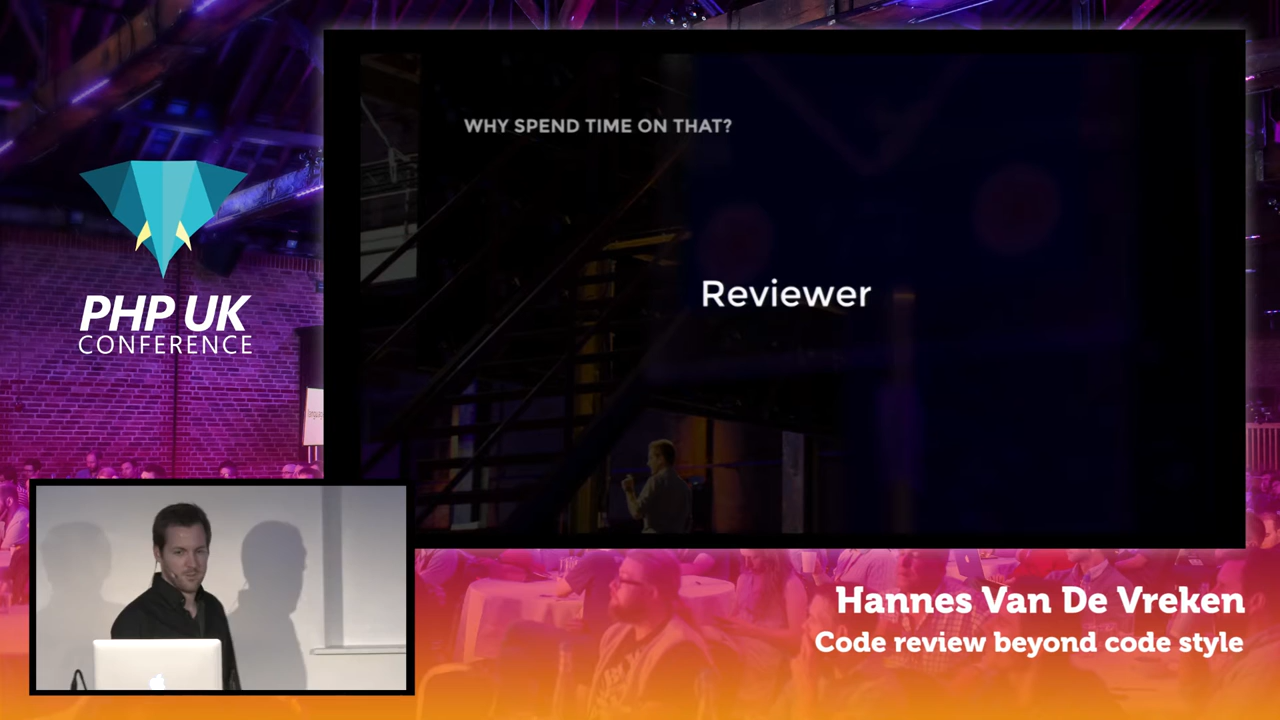 WHY SPEND TIME ON THAT?
Reviewer
PHP UK
CONFERENCE
Hannes Van De Vreken
Code review beyond code style